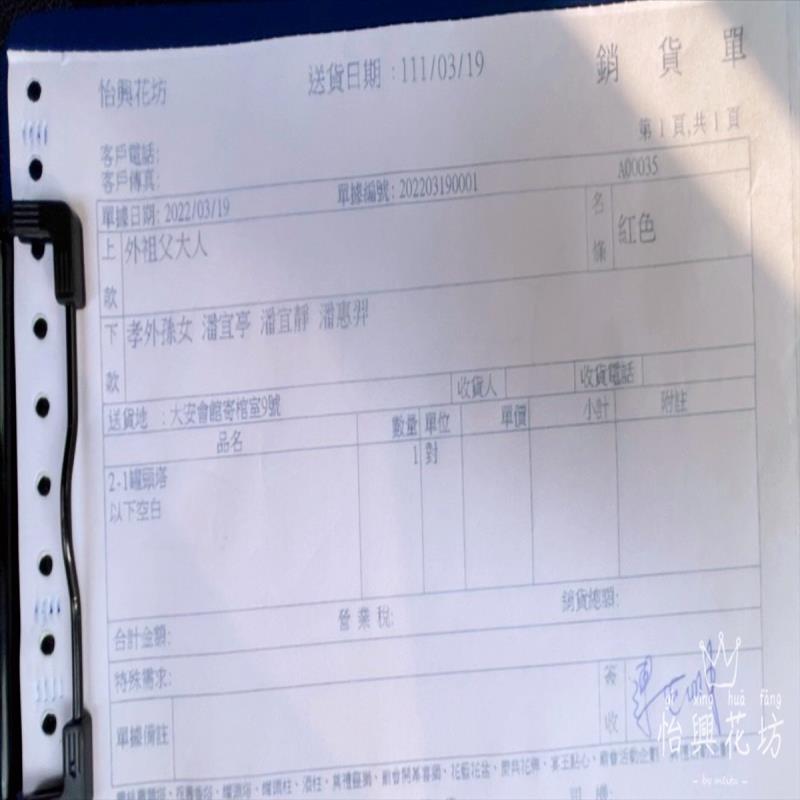 怡興花坊
送貨日期：111/03/19
銷貨單
第 1 頁,共 1 頁
客戶電話:
客戶傳真:
A00035
單據日期: 2022/03/19
單據編號: 202203190001
上款
外祖父大人
名條
紅色
下款
孝外孫女 潘宜亭 潘宜靜 潘惠羿
收貨人
收貨電話
送貨地 ：大安會館寄棺室9號
品名 數量 單位 單價 小計 附註
2-1罐頭塔 1 對
以下空白
合計金額: 營業稅: 銷貨總額:
特殊需求:
簽收
單據備註
yí xìng huā fāng
怡興花坊